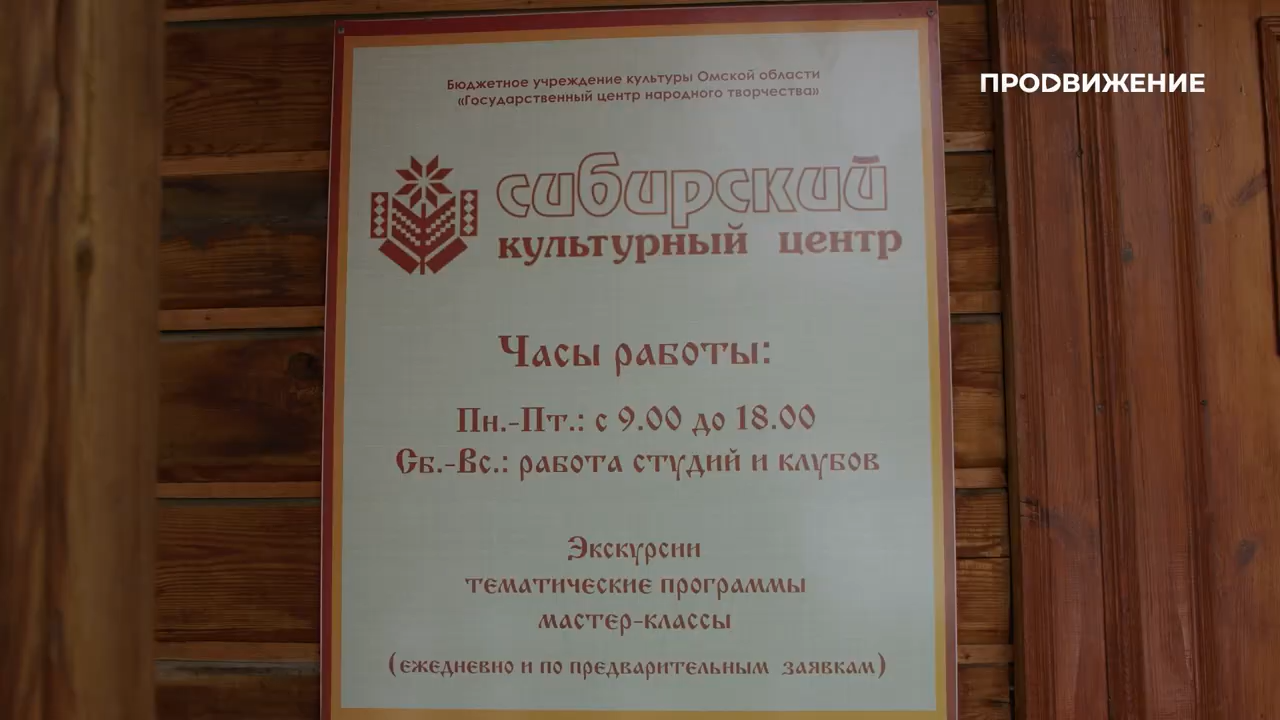 Бюджетное учреждение культуры Омской области
«Государственный центр народного творчества»
ПРОДВИЖЕНИЕ
сибирский
культурный центр
Часы работы:
Пн.-Пт.: с 9.00 до 18.00
Сб.-Вс.: работа студий и клубов
Экскурсии
тематические программы
мастер-классы
(ежедневно и по предварительным заявкам)